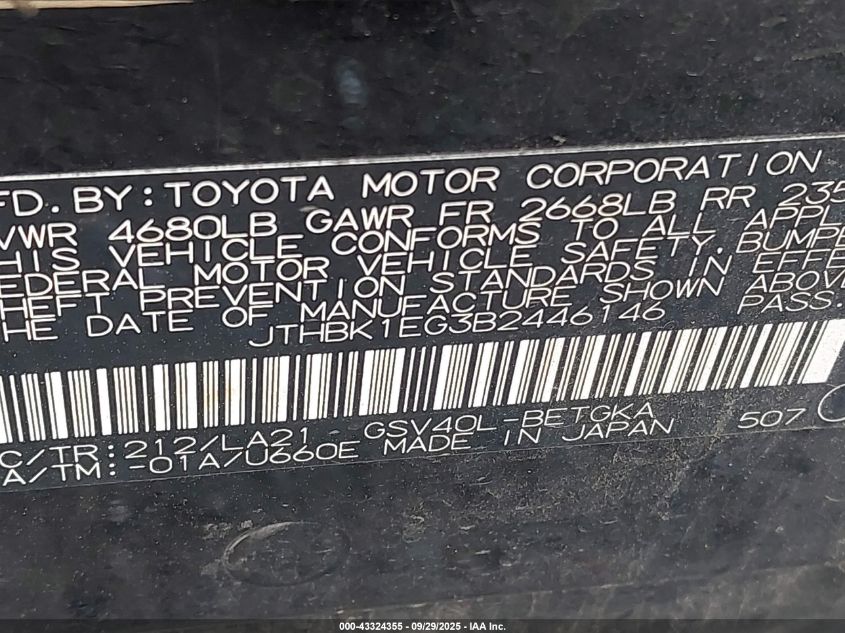 FD. BY: TOYOTA MOTOR CORPORATION
VWR 4680LB GAWR FR 2668LB RR 235
HIS VEHICLE CONFORMS TO ALL APPL
EDERAL MOTOR VEHICLE SAFETY, BUMPE
HEFT PREVENTION STANDARDS IN EFFE
HE DATE OF MANUFACTURE SHOWN ABOVE
JTHBK1EG3B2446146 PASS.
C/TR: 212/LA21 GSV40L-BETGKA 507
A/TM: -01A/U660E MADE IN JAPAN
000-43324355 - 09/29/2025 - IAA Inc.